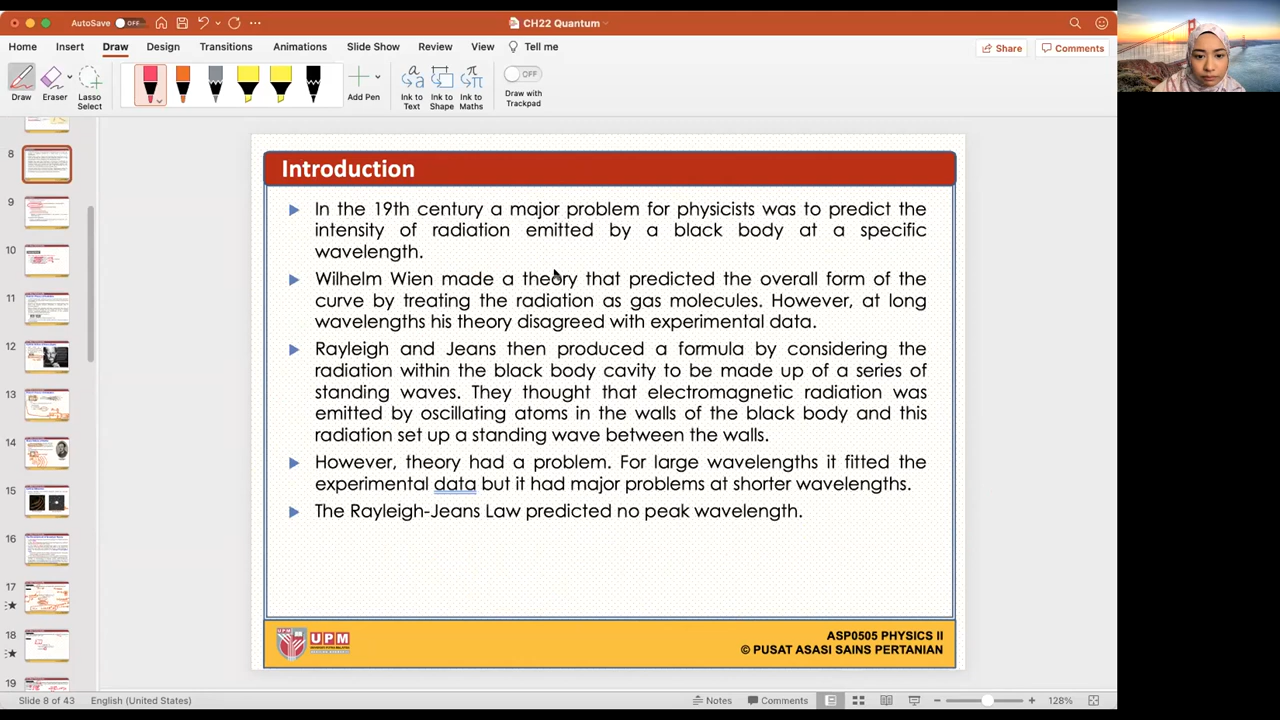 AutoSave OFF
CH22 Quantum
Home Insert Draw Design Transitions Animations Slide Show Review View Tell me
Share Comments
Draw Eraser Lasso Select Add Pen Ink to Text Ink to Shape Ink to Maths OFF Draw with Trackpad
8
9
10
11
12
13
14
15
16
17
18
19
Introduction
In the 19th century a major problem for physicists was to predict the
intensity of radiation emitted by a black body at a specific
wavelength.
Wilhelm Wien made a theory that predicted the overall form of the
curve by treating the radiation as gas molecules. However, at long
wavelengths his theory disagreed with experimental data.
Rayleigh and Jeans then produced a formula by considering the
radiation within the black body cavity to be made up of a series of
standing waves. They thought that electromagnetic radiation was
emitted by oscillating atoms in the walls of the black body and this
radiation set up a standing wave between the walls.
However, theory had a problem. For large wavelengths it fitted the
experimental data but it had major problems at shorter wavelengths.
The Rayleigh-Jeans Law predicted no peak wavelength.
UPM
ASP0505 PHYSICS II
© PUSAT ASASI SAINS PERTANIAN
Slide 8 of 43 English (United States) Notes Comments 128%